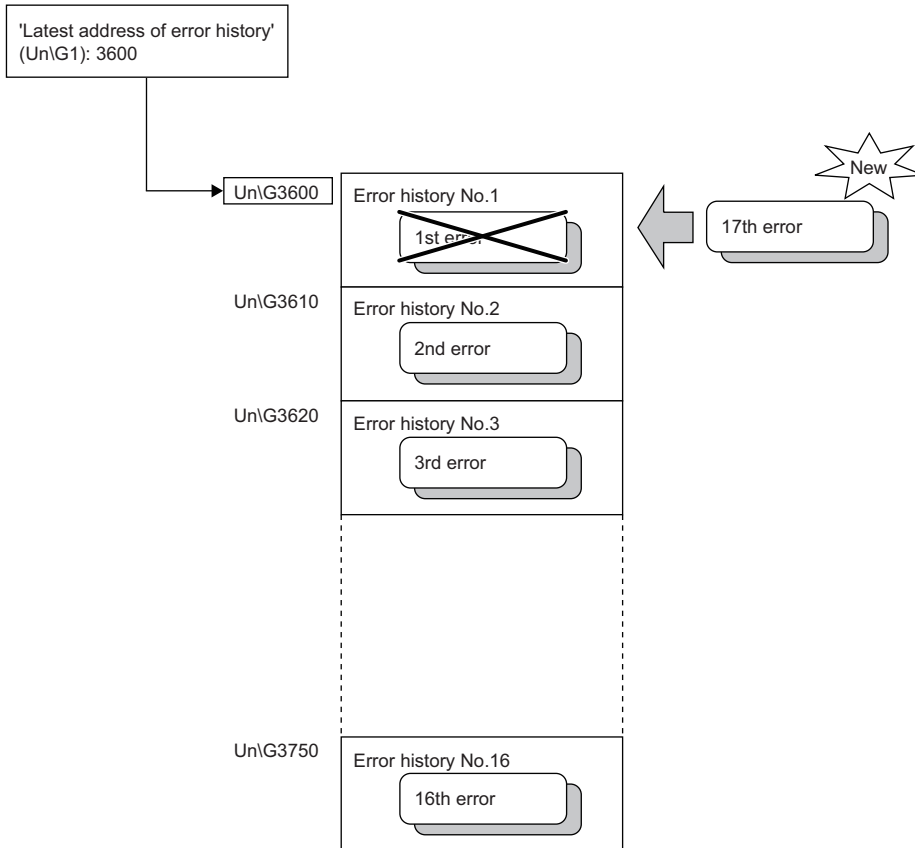 'Latest address of error history'
(Un\G1): 3600
New
Un\G3600
Error history No.1
1st error
17th error
Un\G3610
Error history No.2
2nd error
Un\G3620
Error history No.3
3rd error
Un\G3750
Error history No.16
16th error